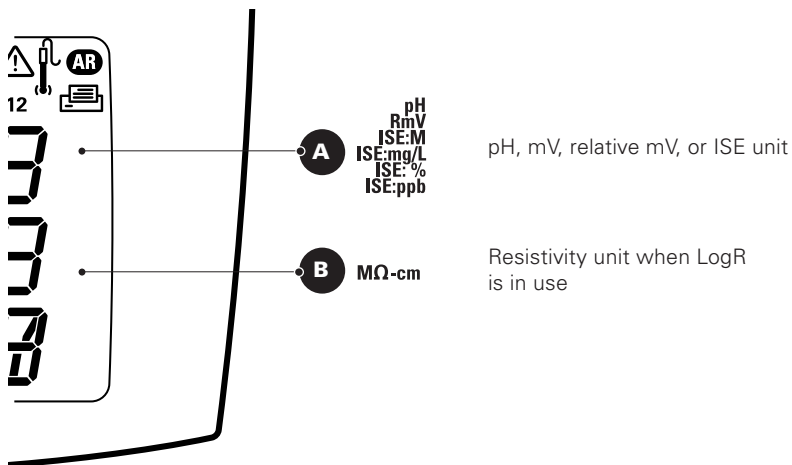 AR
12
A
pH
RmV
ISE:M
ISE:mg/L
ISE: %
ISE:ppb
pH, mV, relative mV, or ISE unit
B
MΩ-cm
Resistivity unit when LogR
is in use